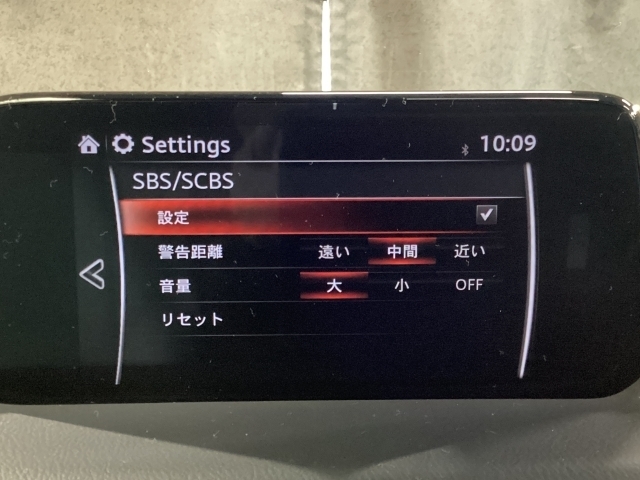 Settings 10:09
SBS/SCBS
設定
警告距離 遠い 中間 近い
音量 大 小 OFF
リセット